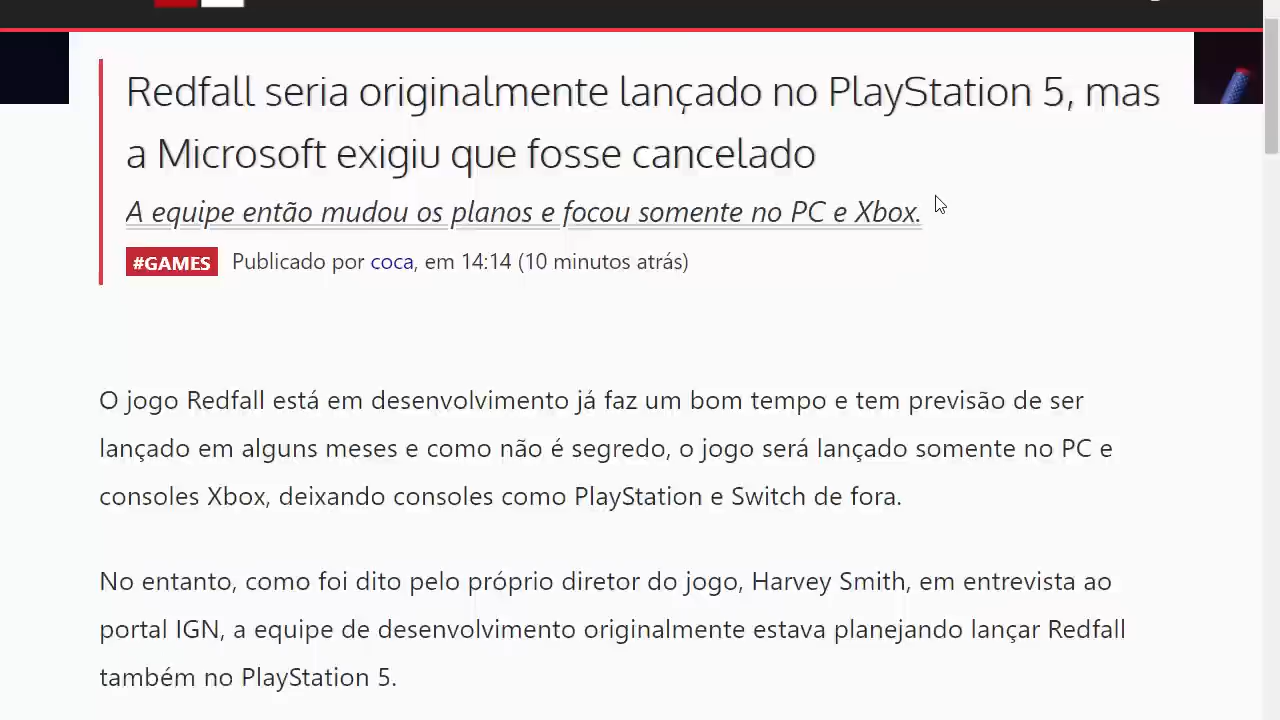 Redfall seria originalmente lançado no PlayStation 5, mas
a Microsoft exigiu que fosse cancelado
A equipe então mudou os planos e focou somente no PC e Xbox.
#GAMES Publicado por coca, em 14:14 (10 minutos atrás)
O jogo Redfall está em desenvolvimento já faz um bom tempo e tem previsão de ser
lançado em alguns meses e como não é segredo, o jogo será lançado somente no PC e
consoles Xbox, deixando consoles como PlayStation e Switch de fora.
No entanto, como foi dito pelo próprio diretor do jogo, Harvey Smith, em entrevista ao
portal IGN, a equipe de desenvolvimento originalmente estava planejando lançar Redfall
também no PlayStation 5.